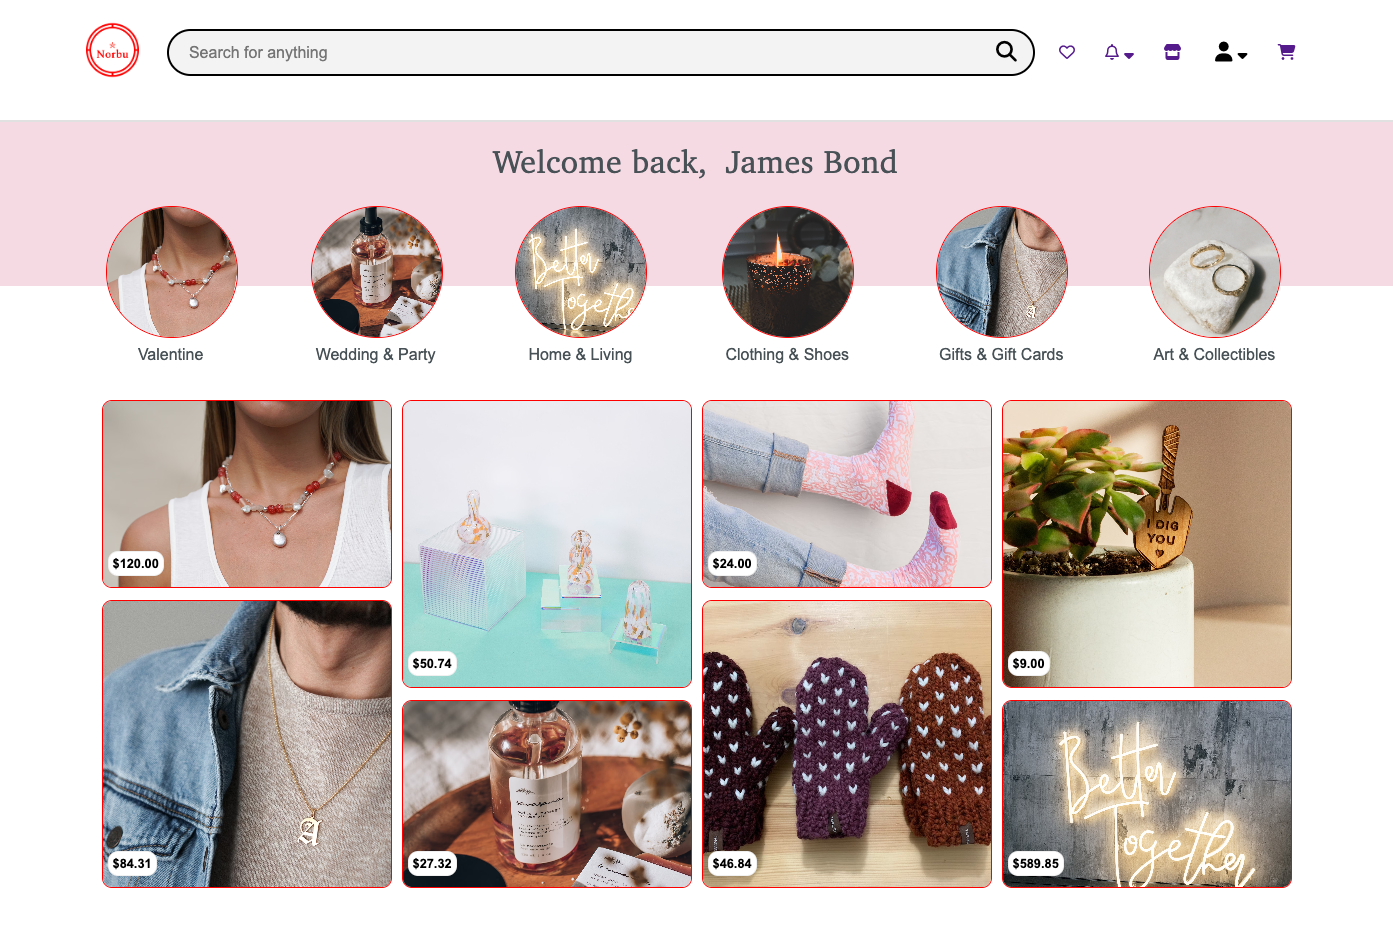 Norbu
Search for anything
Welcome back, James Bond
Better
Together
A
Valentine
Wedding & Party
Home & Living
Clothing & Shoes
Gifts & Gift Cards
Art & Collectibles
$120.00
$50.74
$24.00
I DIG
YOU
$9.00
A
$84.31
$27.32
$46.84
Better
Together
$589.85